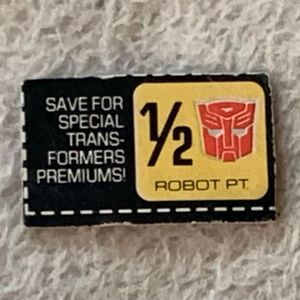 SAVE FOR
SPECIAL
TRANS-
FORMERS
PREMIUMS!
1/2
ROBOT PT.